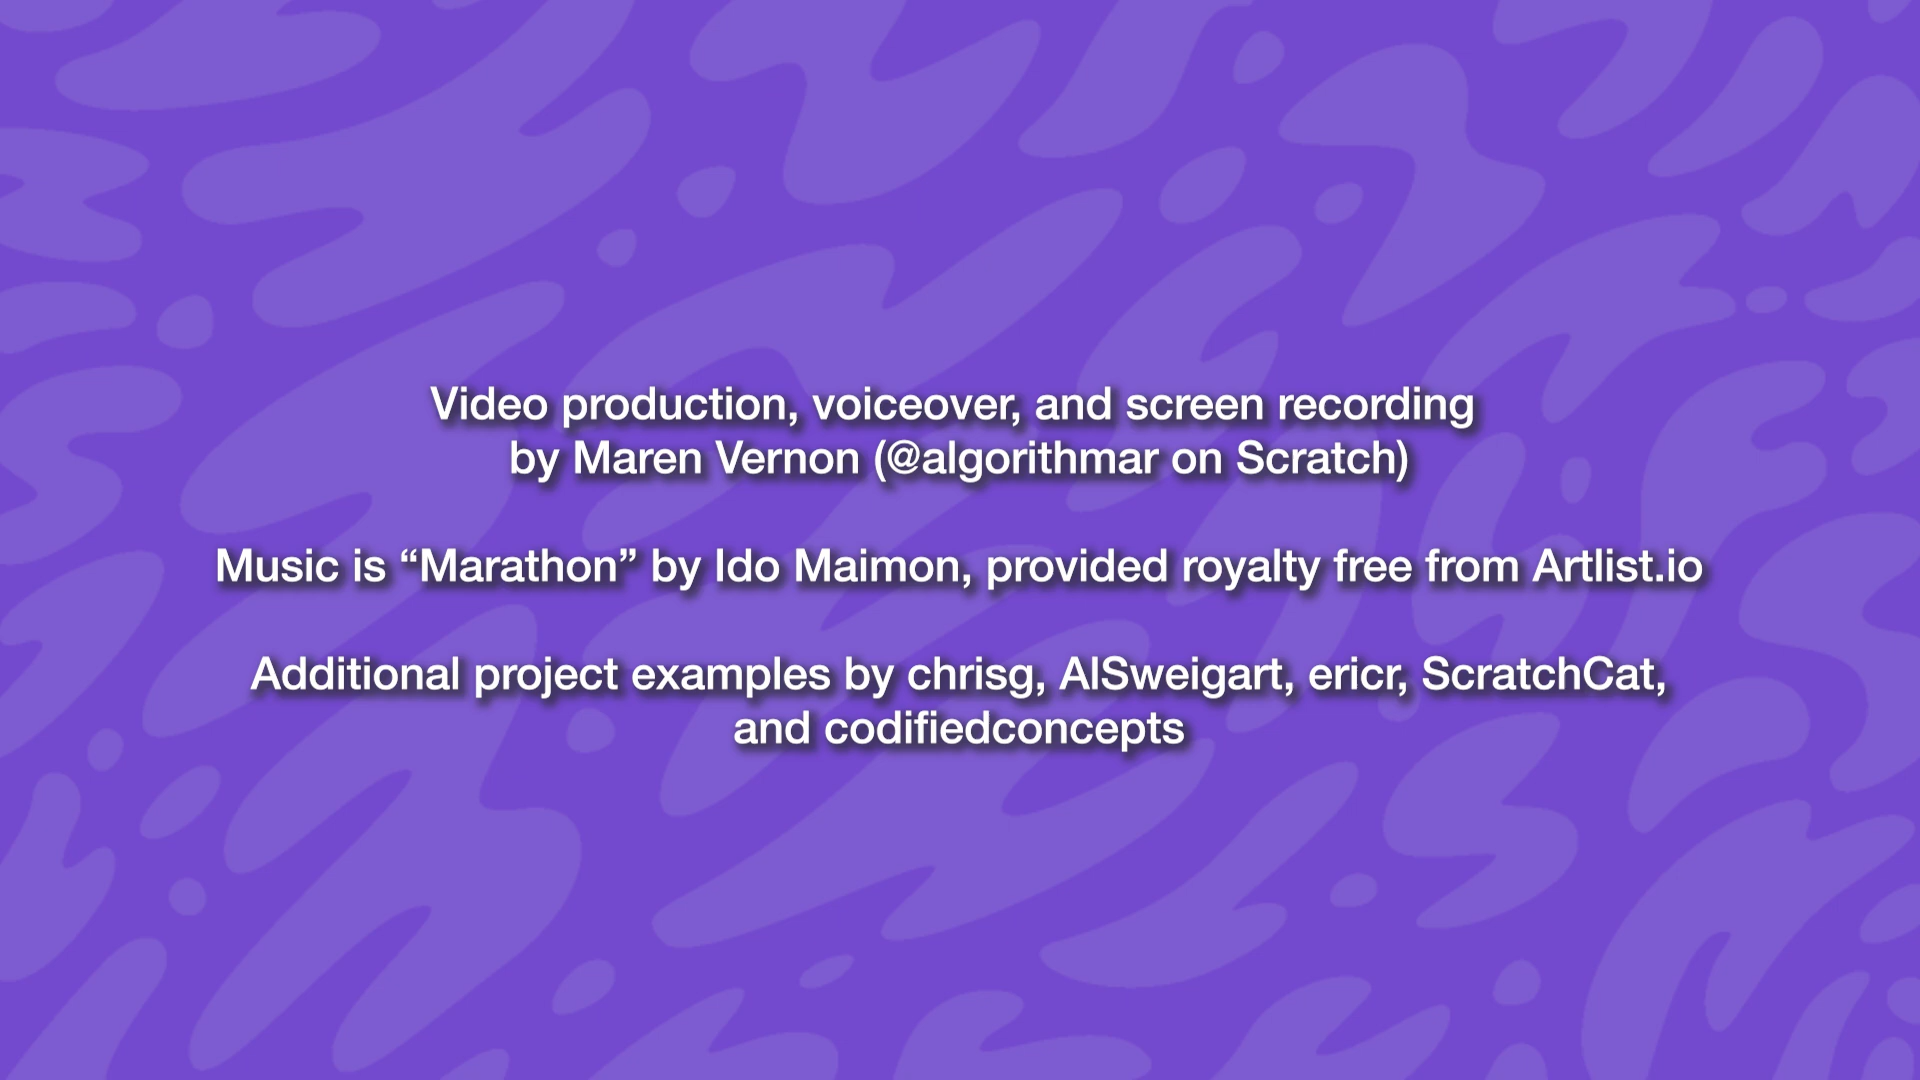 Video production, voiceover, and screen recording
by Maren Vernon (@algorithmar on Scratch)
Music is “Marathon” by Ido Maimon, provided royalty free from Artlist.io
Additional project examples by chrisg, AlSweigart, ericr, ScratchCat,
and codifiedconcepts